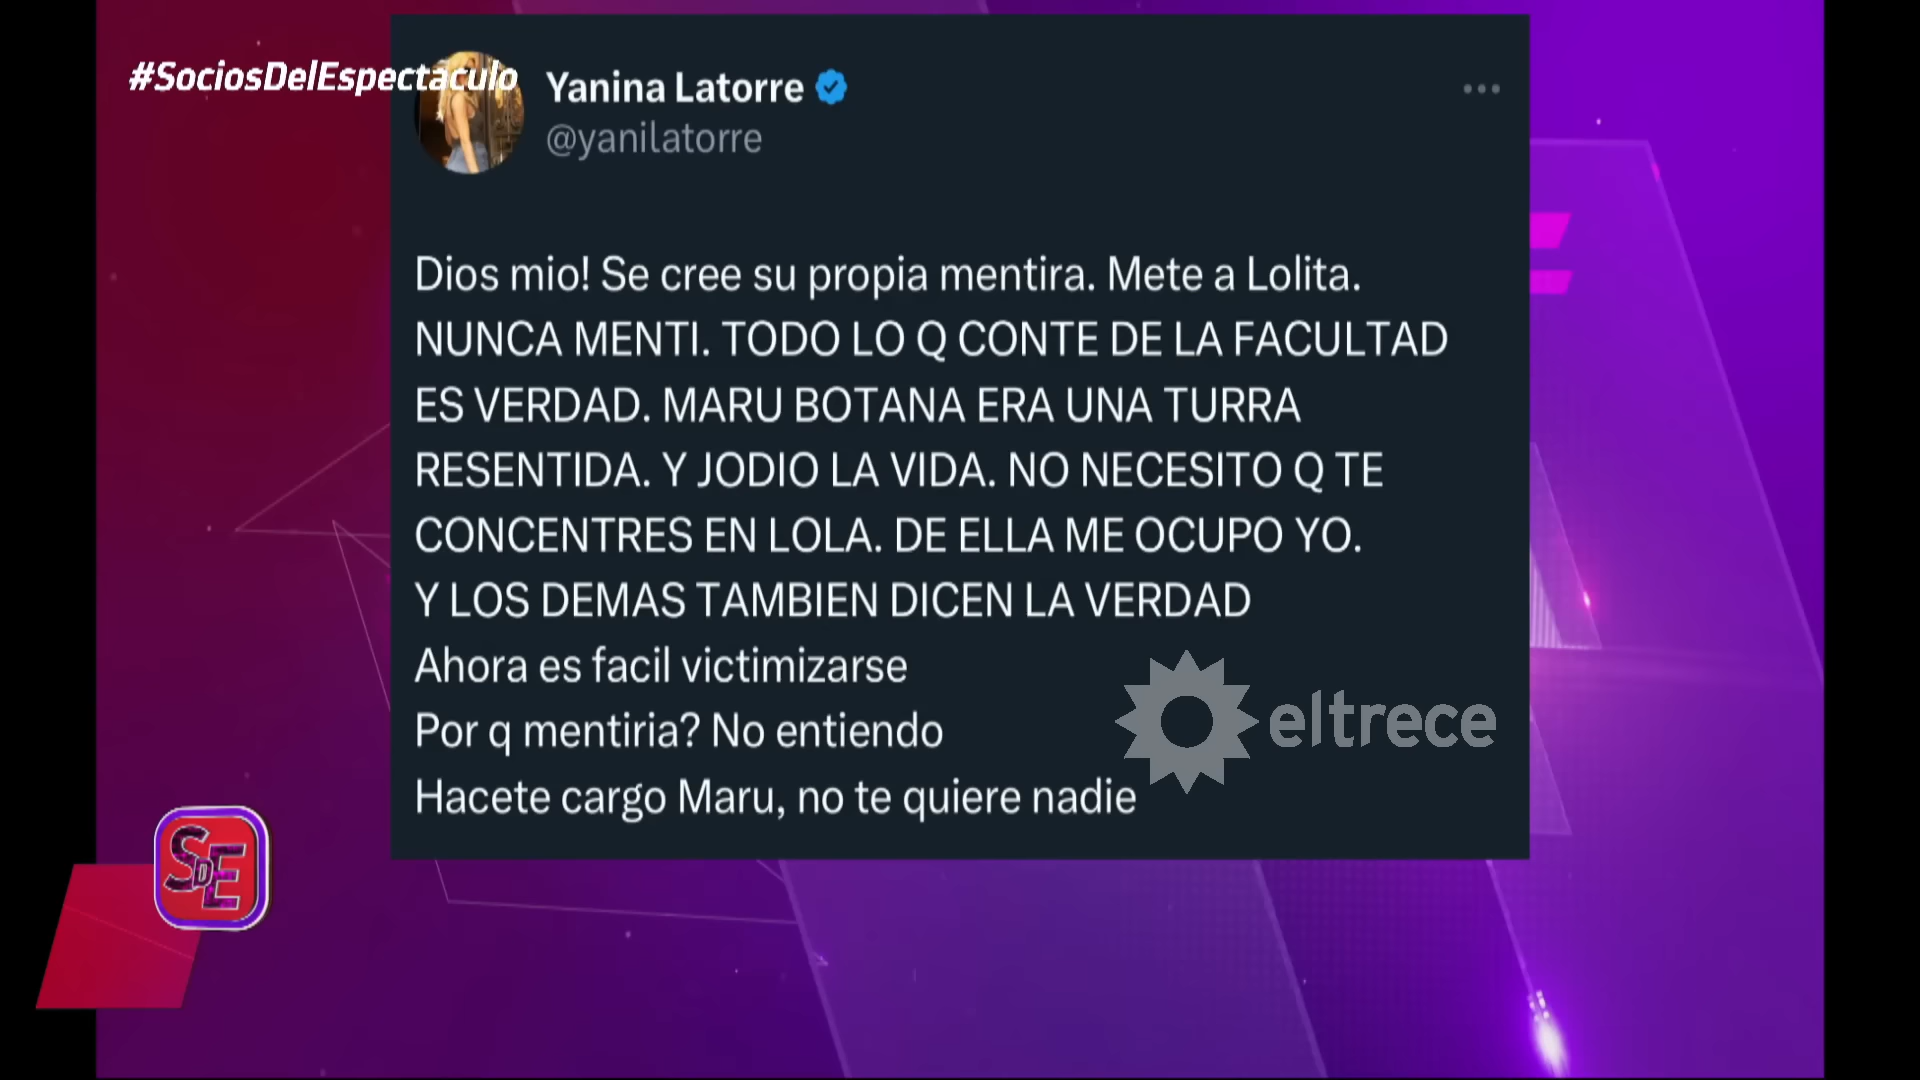 #SociosDelEspectaculo
Yanina Latorre
@yanilatorre
Dios mio! Se cree su propia mentira. Mete a Lolita.
NUNCA MENTI. TODO LO Q CONTE DE LA FACULTAD
ES VERDAD. MARU BOTANA ERA UNA TURRA
RESENTIDA. Y JODIO LA VIDA. NO NECESITO Q TE
CONCENTRES EN LOLA. DE ELLA ME OCUPO YO.
Y LOS DEMAS TAMBIEN DICEN LA VERDAD
Ahora es facil victimizarse
Por q mentiria? No entiendo
Hacete cargo Maru, no te quiere nadie
eltrece
SDE